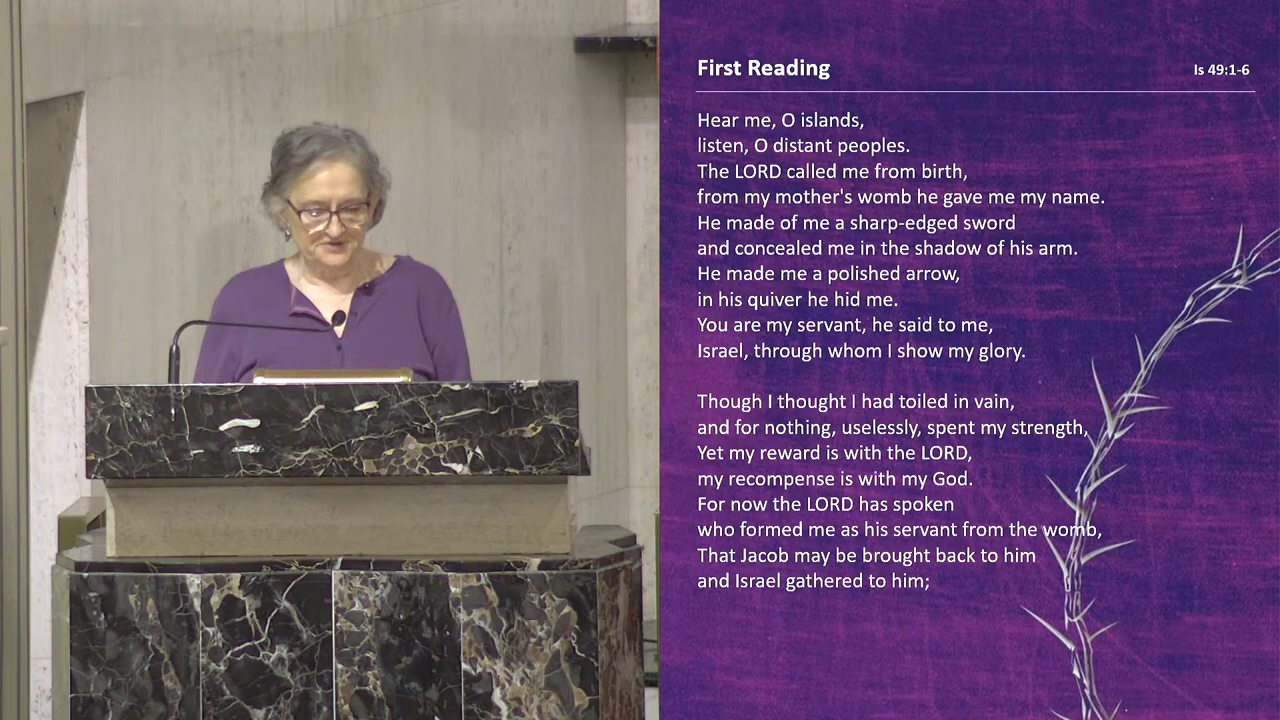 First Reading
Is 49:1-6
Hear me, O islands,
listen, O distant peoples.
The LORD called me from birth,
from my mother's womb he gave me my name.
He made of me a sharp-edged sword
and concealed me in the shadow of his arm.
He made me a polished arrow,
in his quiver he hid me.
You are my servant, he said to me,
Israel, through whom I show my glory.
Though I thought I had toiled in vain,
and for nothing, uselessly, spent my strength,
Yet my reward is with the LORD,
my recompense is with my God.
For now the LORD has spoken
who formed me as his servant from the womb,
That Jacob may be brought back to him
and Israel gathered to him;